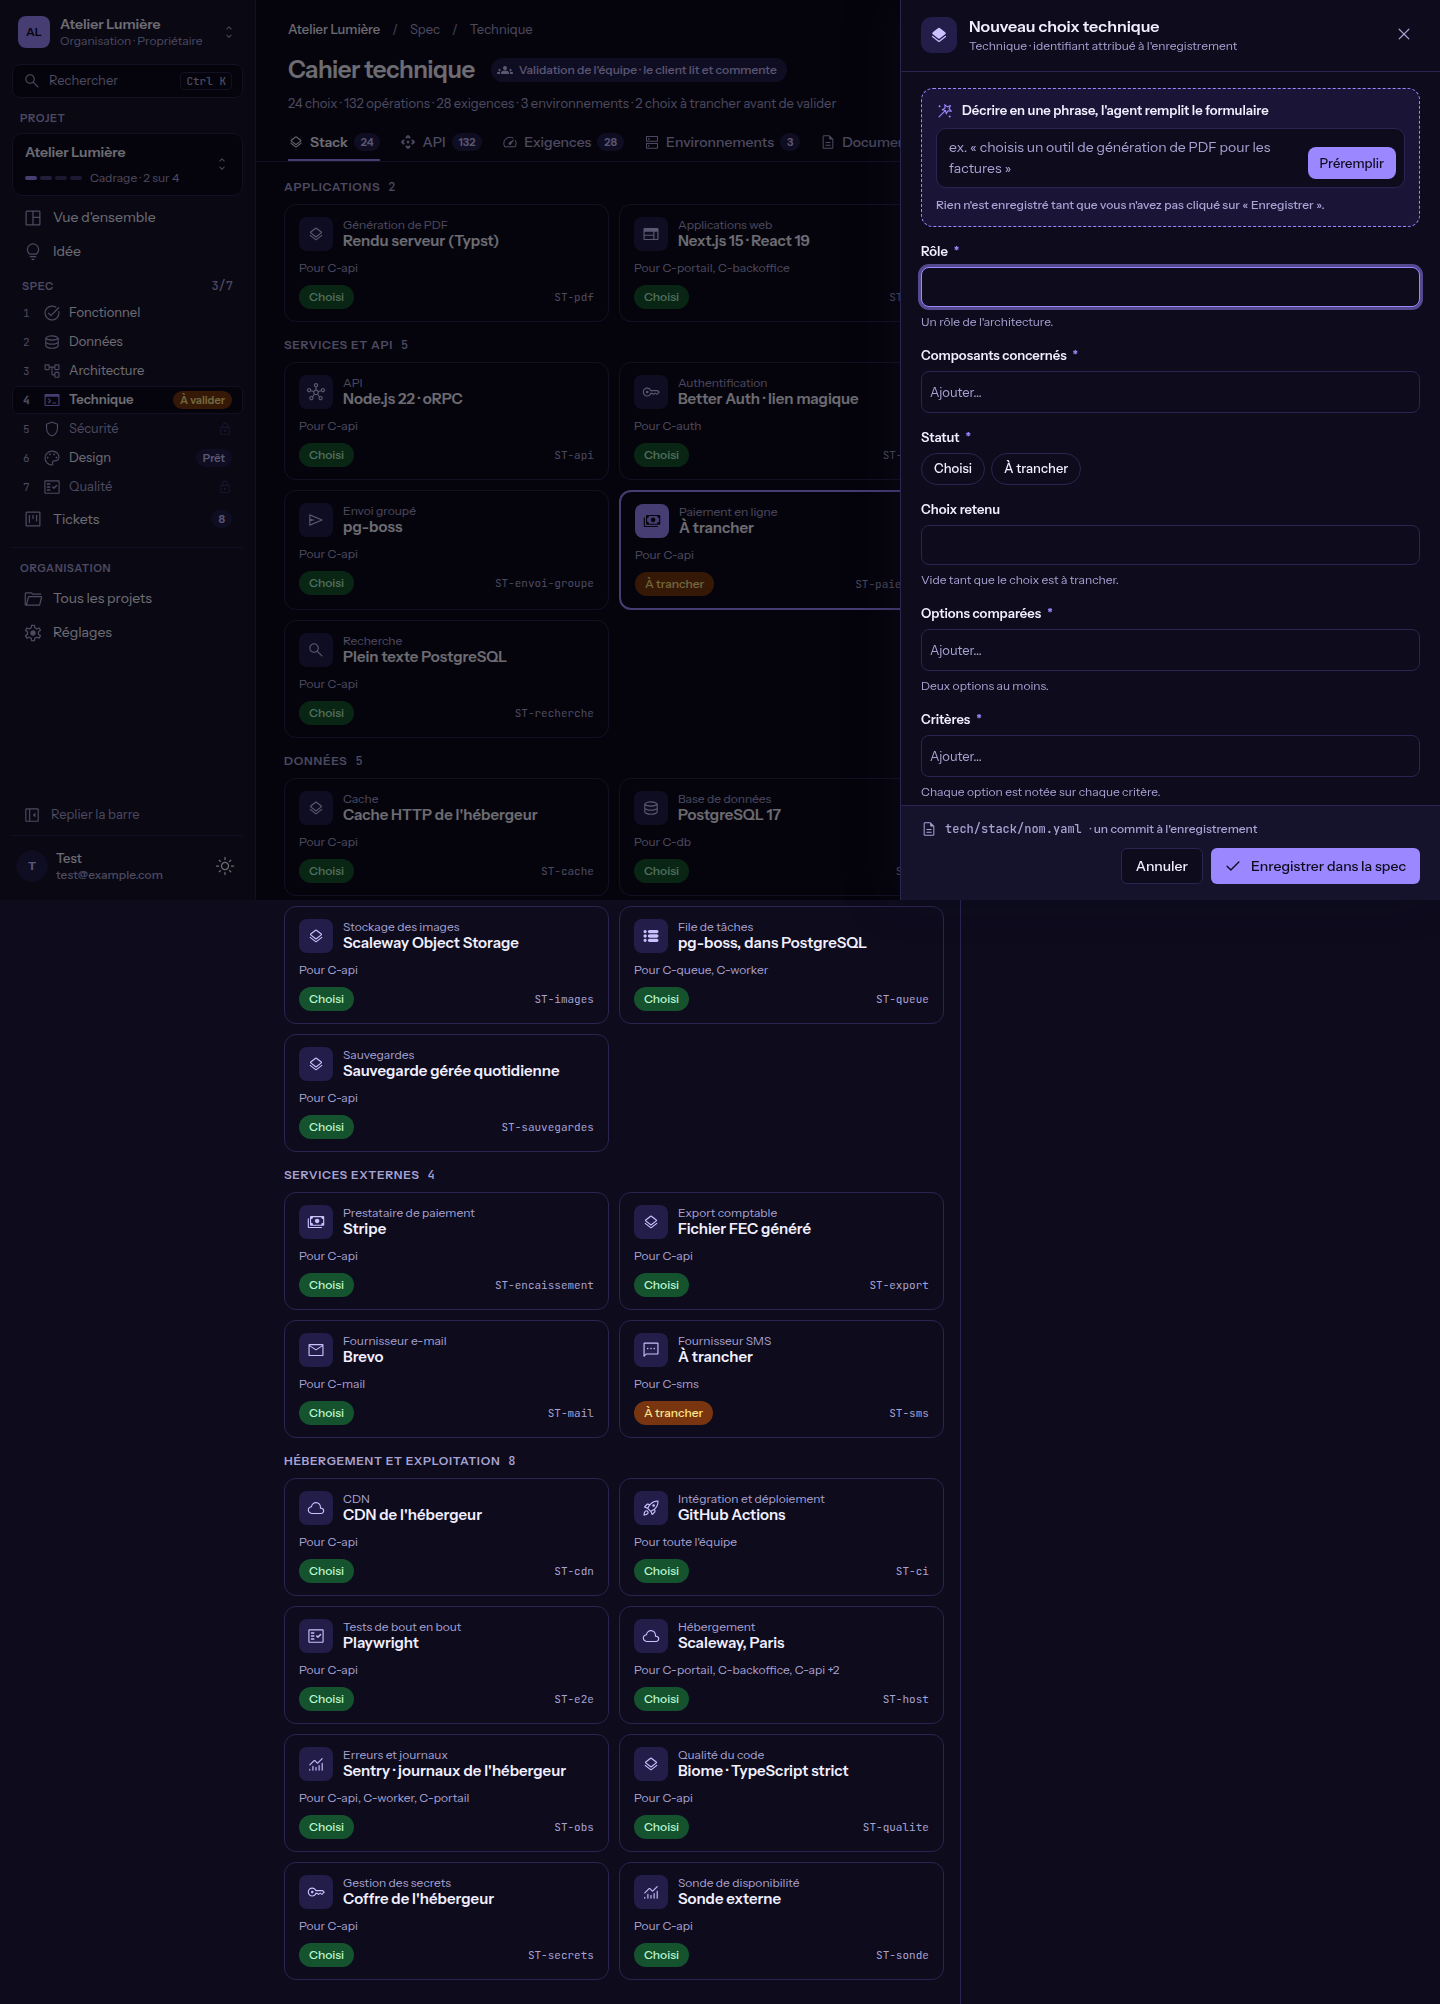 AL
Atelier Lumière
Organisation · Propriétaire
Rechercher
Ctrl K
PROJET
Atelier Lumière
Cadrage · 2 sur 4
Vue d'ensemble
Idée
SPEC 3/7
1 Fonctionnel
2 Données
3 Architecture
4 Technique À valider
5 Sécurité
6 Design Prêt
7 Qualité
Tickets 8
ORGANISATION
Tous les projets
Réglages
Replier la barre
T
Test
test@example.com
Atelier Lumière / Spec / Technique
Cahier technique
Validation de l'équipe · le client lit et commente
24 choix · 132 opérations · 28 exigences · 3 environnements · 2 choix à trancher avant de valider
Stack 24 API 132 Exigences 28 Environnements 3 Documen
APPLICATIONS 2
Génération de PDF
Rendu serveur (Typst)
Pour C-api
Choisi ST-pdf
Applications web
Next.js 15 · React 19
Pour C-portail, C-backoffice
Choisi ST
SERVICES ET API 5
API
Node.js 22 · oRPC
Pour C-api
Choisi ST-api
Authentification
Better Auth · lien magique
Pour C-auth
Choisi ST-
Envoi groupé
pg-boss
Pour C-api
Choisi ST-envoi-groupe
Paiement en ligne
À trancher
Pour C-api
À trancher ST-paie
Recherche
Plein texte PostgreSQL
Pour C-api
Choisi ST-recherche
DONNÉES 5
Cache
Cache HTTP de l'hébergeur
Pour C-api
Choisi ST-cache
Base de données
PostgreSQL 17
Pour C-db
Choisi
Stockage des images
Scaleway Object Storage
Pour C-api
Choisi ST-images
File de tâches
pg-boss, dans PostgreSQL
Pour C-queue, C-worker
Choisi ST-queue
Sauvegardes
Sauvegarde gérée quotidienne
Pour C-api
Choisi ST-sauvegardes
SERVICES EXTERNES 4
Prestataire de paiement
Stripe
Pour C-api
Choisi ST-encaissement
Export comptable
Fichier FEC généré
Pour C-api
Choisi ST-export
Fournisseur e-mail
Brevo
Pour C-mail
Choisi ST-mail
Fournisseur SMS
À trancher
Pour C-sms
À trancher ST-sms
HÉBERGEMENT ET EXPLOITATION 8
CDN
CDN de l'hébergeur
Pour C-api
Choisi ST-cdn
Intégration et déploiement
GitHub Actions
Pour toute l'équipe
Choisi ST-ci
Tests de bout en bout
Playwright
Pour C-api
Choisi ST-e2e
Hébergement
Scaleway, Paris
Pour C-portail, C-backoffice, C-api +2
Choisi ST-host
Erreurs et journaux
Sentry · journaux de l'hébergeur
Pour C-api, C-worker, C-portail
Choisi ST-obs
Qualité du code
Biome · TypeScript strict
Pour C-api
Choisi ST-qualite
Gestion des secrets
Coffre de l'hébergeur
Pour C-api
Choisi ST-secrets
Sonde de disponibilité
Sonde externe
Pour C-api
Choisi ST-sonde
Nouveau choix technique
Technique · identifiant attribué à l'enregistrement
Décrire en une phrase, l'agent remplit le formulaire
ex. « choisis un outil de génération de PDF pour les
factures »
Préremplir
Rien n'est enregistré tant que vous n'avez pas cliqué sur « Enregistrer ».
Rôle *
Un rôle de l'architecture.
Composants concernés *
Ajouter…
Statut *
Choisi À trancher
Choix retenu
Vide tant que le choix est à trancher.
Options comparées *
Ajouter…
Deux options au moins.
Critères *
Ajouter…
Chaque option est notée sur chaque critère.
tech/stack/nom.yaml · un commit à l'enregistrement
Annuler
Enregistrer dans la spec